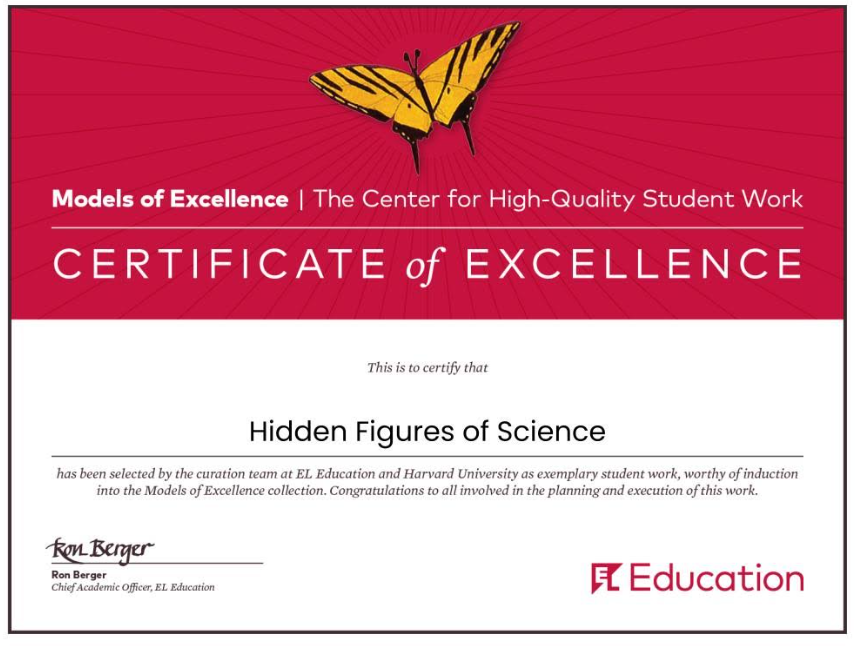 Models of Excellence | The Center for High-Quality Student Work
CERTIFICATE of EXCELLENCE
This is to certify that
Hidden Figures of Science
has been selected by the curation team at EL Education and Harvard University as exemplary student work, worthy of induction
into the Models of Excellence collection. Congratulations to all involved in the planning and execution of this work.
Ron Berger
Ron Berger
Chief Academic Officer, EL Education
EL Education